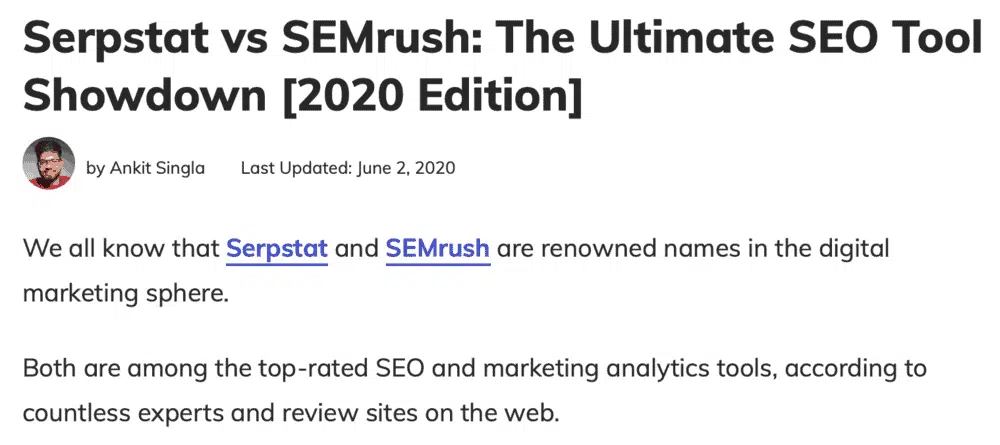 Serpstat vs SEMrush: The Ultimate SEO Tool
Showdown [2020 Edition]
by Ankit Singla Last Updated: June 2, 2020
We all know that Serpstat and SEMrush are renowned names in the digital
marketing sphere.
Both are among the top-rated SEO and marketing analytics tools, according to
countless experts and review sites on the web.